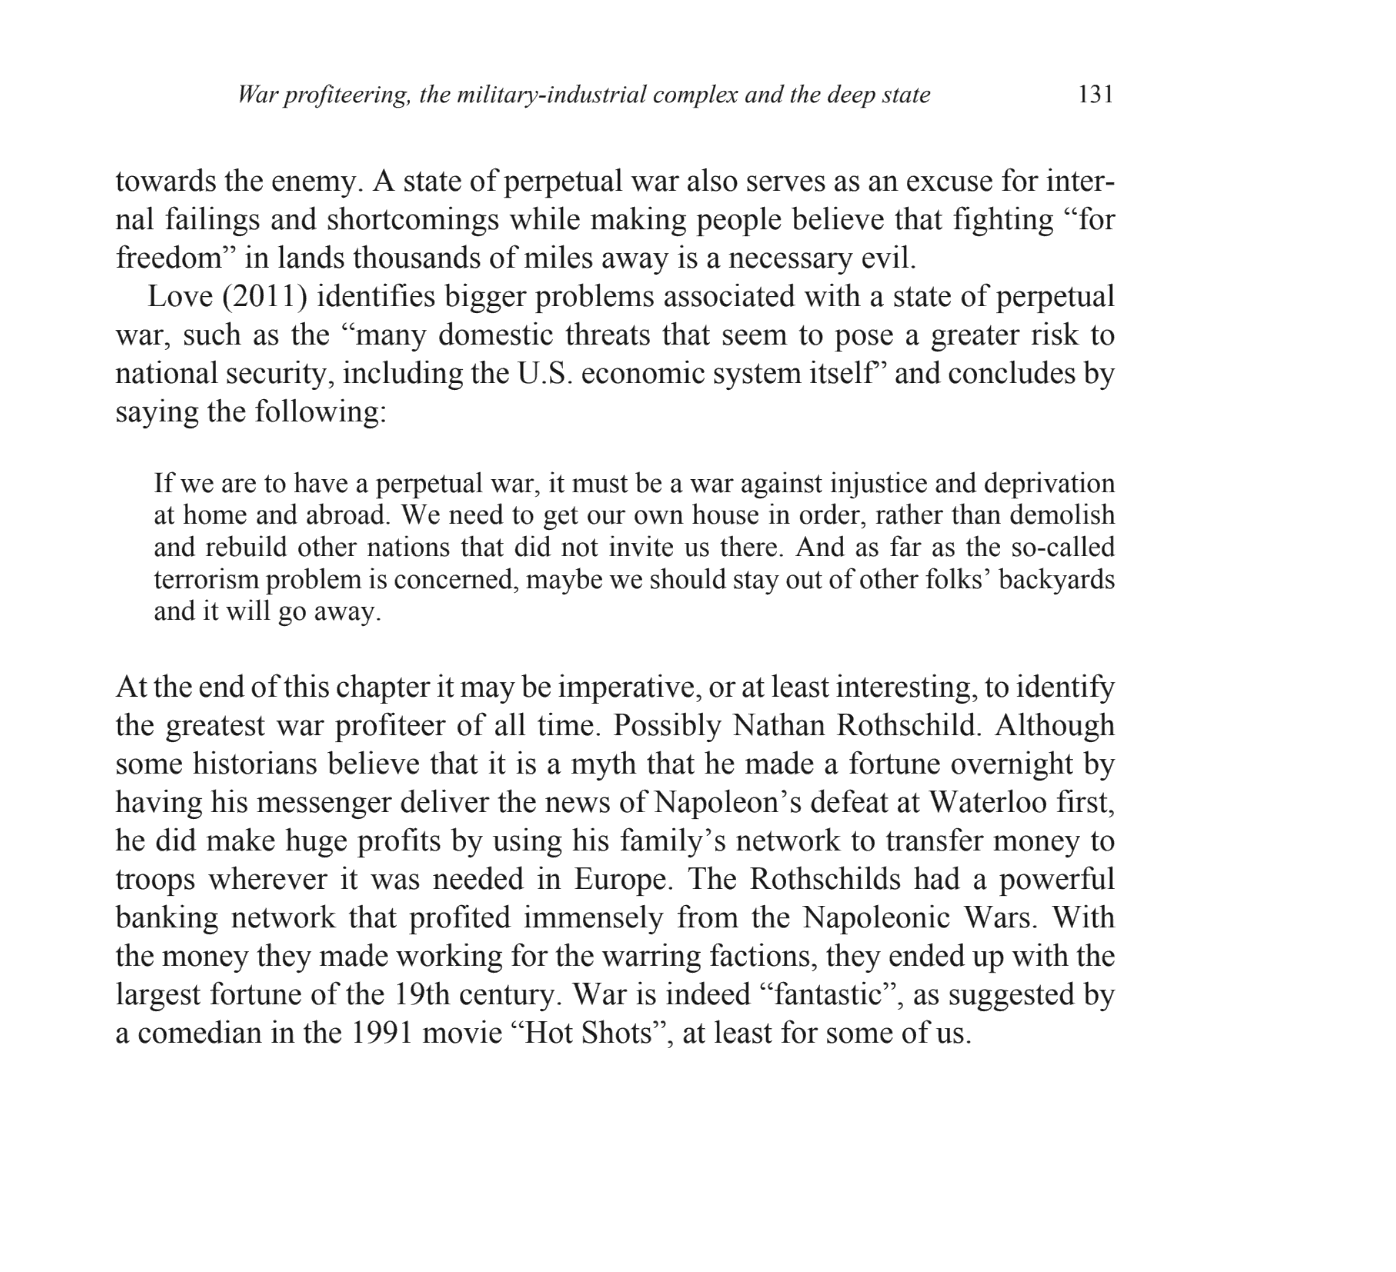 War profiteering, the military-industrial complex and the deep state 131
towards the enemy. A state of perpetual war also serves as an excuse for inter-
nal failings and shortcomings while making people believe that fighting “for
freedom” in lands thousands of miles away is a necessary evil.
Love (2011) identifies bigger problems associated with a state of perpetual
war, such as the “many domestic threats that seem to pose a greater risk to
national security, including the U.S. economic system itself” and concludes by
saying the following:
If we are to have a perpetual war, it must be a war against injustice and deprivation
at home and abroad. We need to get our own house in order, rather than demolish
and rebuild other nations that did not invite us there. And as far as the so-called
terrorism problem is concerned, maybe we should stay out of other folks’ backyards
and it will go away.
At the end of this chapter it may be imperative, or at least interesting, to identify
the greatest war profiteer of all time. Possibly Nathan Rothschild. Although
some historians believe that it is a myth that he made a fortune overnight by
having his messenger deliver the news of Napoleon’s defeat at Waterloo first,
he did make huge profits by using his family’s network to transfer money to
troops wherever it was needed in Europe. The Rothschilds had a powerful
banking network that profited immensely from the Napoleonic Wars. With
the money they made working for the warring factions, they ended up with the
largest fortune of the 19th century. War is indeed “fantastic”, as suggested by
a comedian in the 1991 movie “Hot Shots”, at least for some of us.